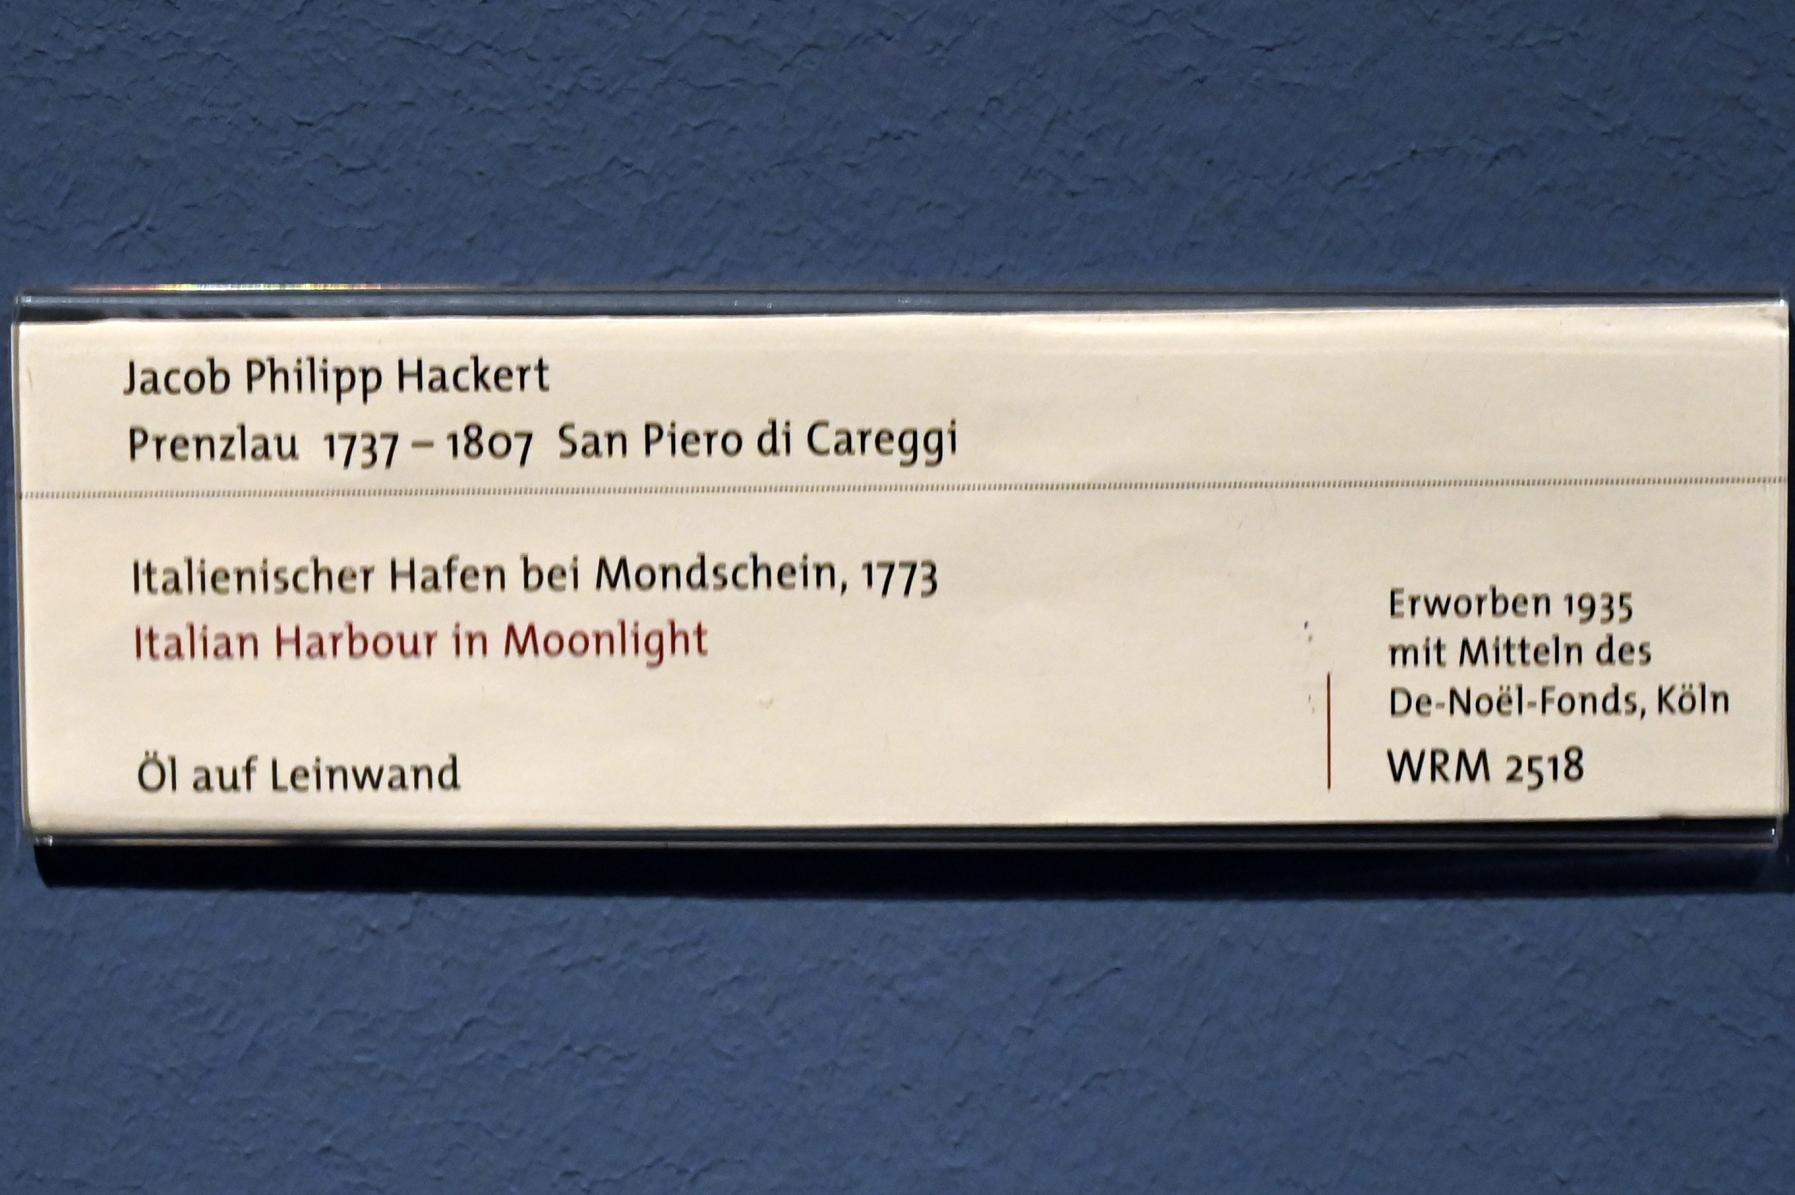 Jacob Philipp Hackert
Prenzlau 1737 – 1807 San Piero di Careggi
Italienischer Hafen bei Mondschein, 1773
Italian Harbour in Moonlight
Öl auf Leinwand
Erworben 1935
mit Mitteln des
De-Noël-Fonds, Köln
WRM 2518